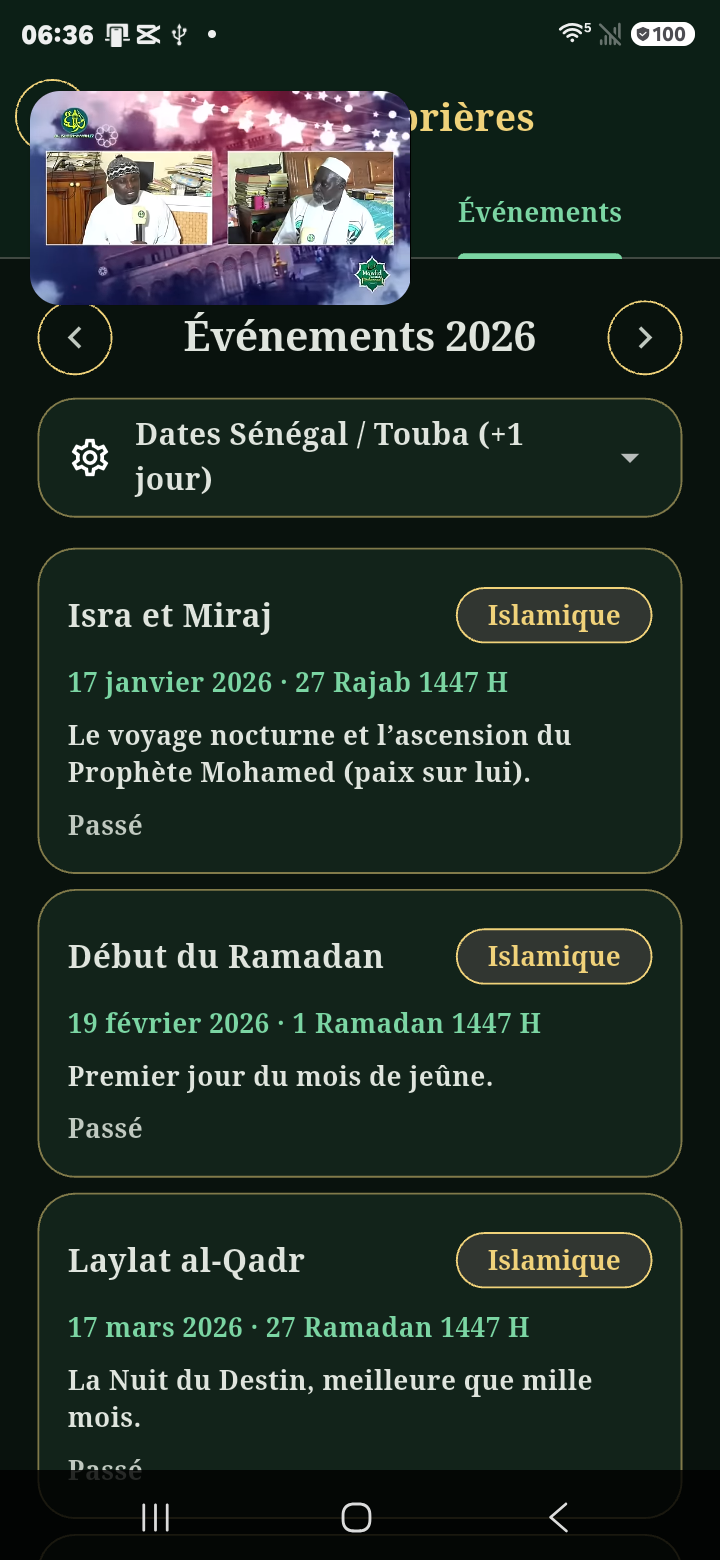 06:36
5
100
prières
Événements
Événements 2026
Dates Sénégal / Touba (+1
jour)
Isra et Miraj
Islamique
17 janvier 2026 · 27 Rajab 1447 H
Le voyage nocturne et l’ascension du
Prophète Mohamed (paix sur lui).
Passé
Début du Ramadan
Islamique
19 février 2026 · 1 Ramadan 1447 H
Premier jour du mois de jeûne.
Passé
Laylat al-Qadr
Islamique
17 mars 2026 · 27 Ramadan 1447 H
La Nuit du Destin, meilleure que mille
mois.
Passé